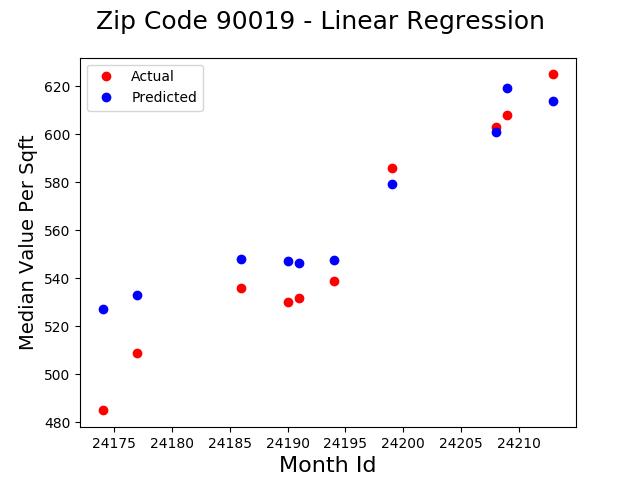 Zip Code 90019 - Linear Regression
Actual
Predicted
Median Value Per Sqft
620
600
580
560
540
520
500
480
24175 24180 24185 24190 24195 24200 24205 24210
Month Id